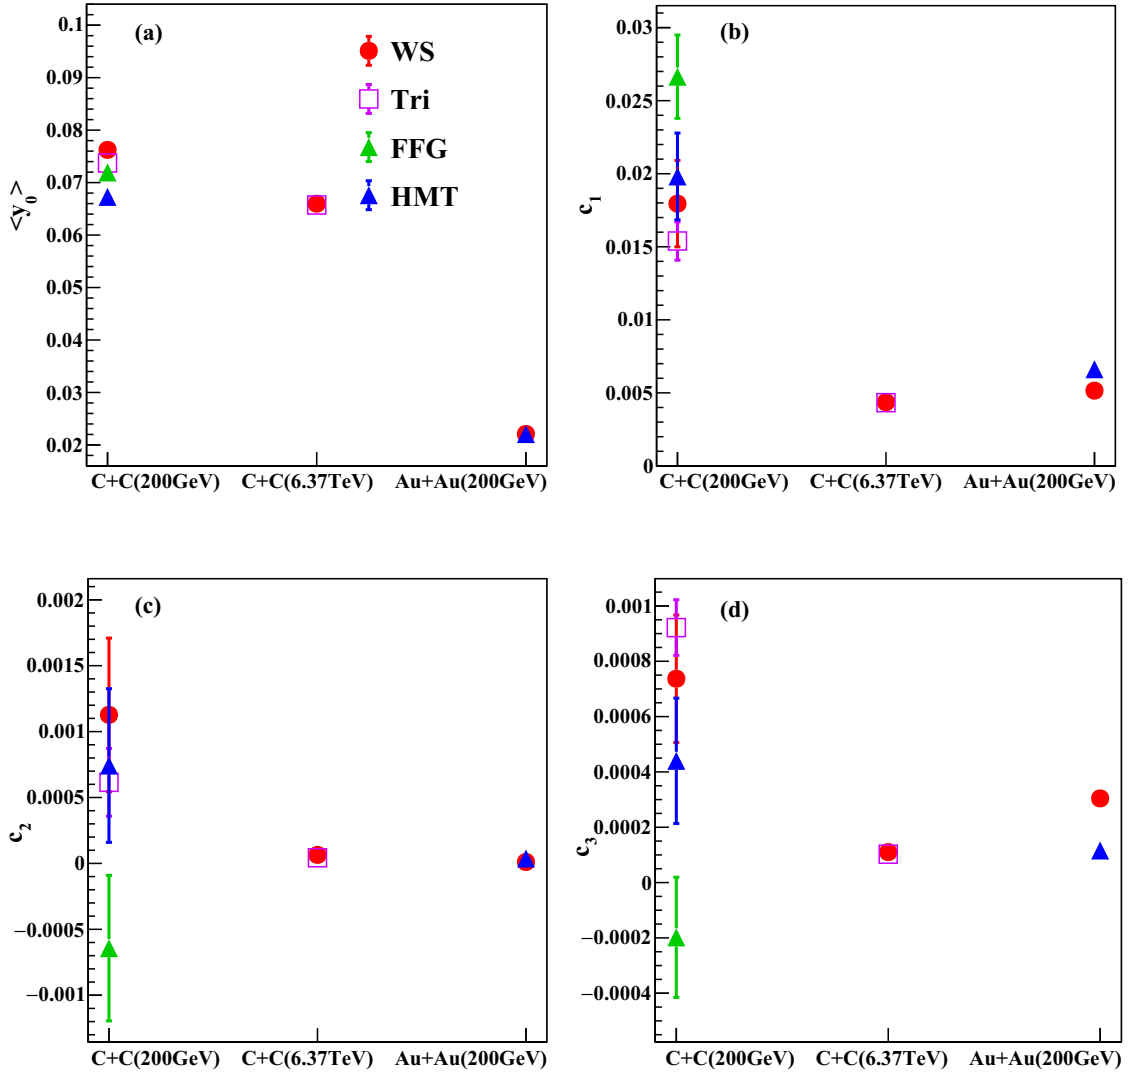 (a)
WS
Tri
FFG
HMT
<y₀>
0.1
0.09
0.08
0.07
0.06
0.05
0.04
0.03
0.02
C+C(200GeV) C+C(6.37TeV) Au+Au(200GeV)
(b)
c₁
0.03
0.025
0.02
0.015
0.01
0.005
0
C+C(200GeV) C+C(6.37TeV) Au+Au(200GeV)
(c)
c₂
0.002
0.0015
0.001
0.0005
0
−0.0005
−0.001
C+C(200GeV) C+C(6.37TeV) Au+Au(200GeV)
(d)
c₃
0.001
0.0008
0.0006
0.0004
0.0002
0
−0.0002
−0.0004
C+C(200GeV) C+C(6.37TeV) Au+Au(200GeV)